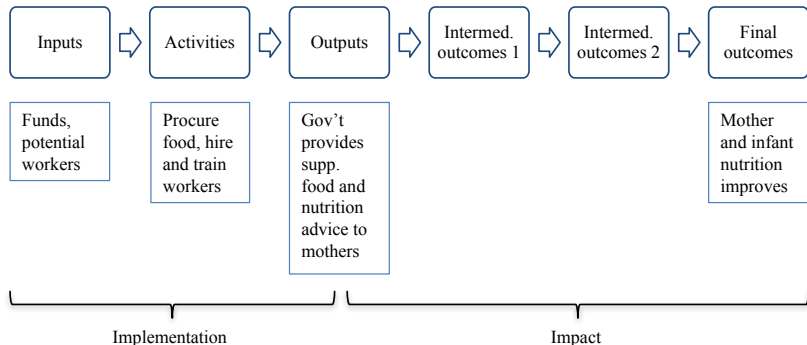 Inputs
Activities
Outputs
Intermed.
outcomes 1
Intermed.
outcomes 2
Final
outcomes
Funds,
potential
workers
Procure
food, hire
and train
workers
Gov’t
provides
supp.
food and
nutrition
advice to
mothers
Mother
and infant
nutrition
improves
Implementation
Impact